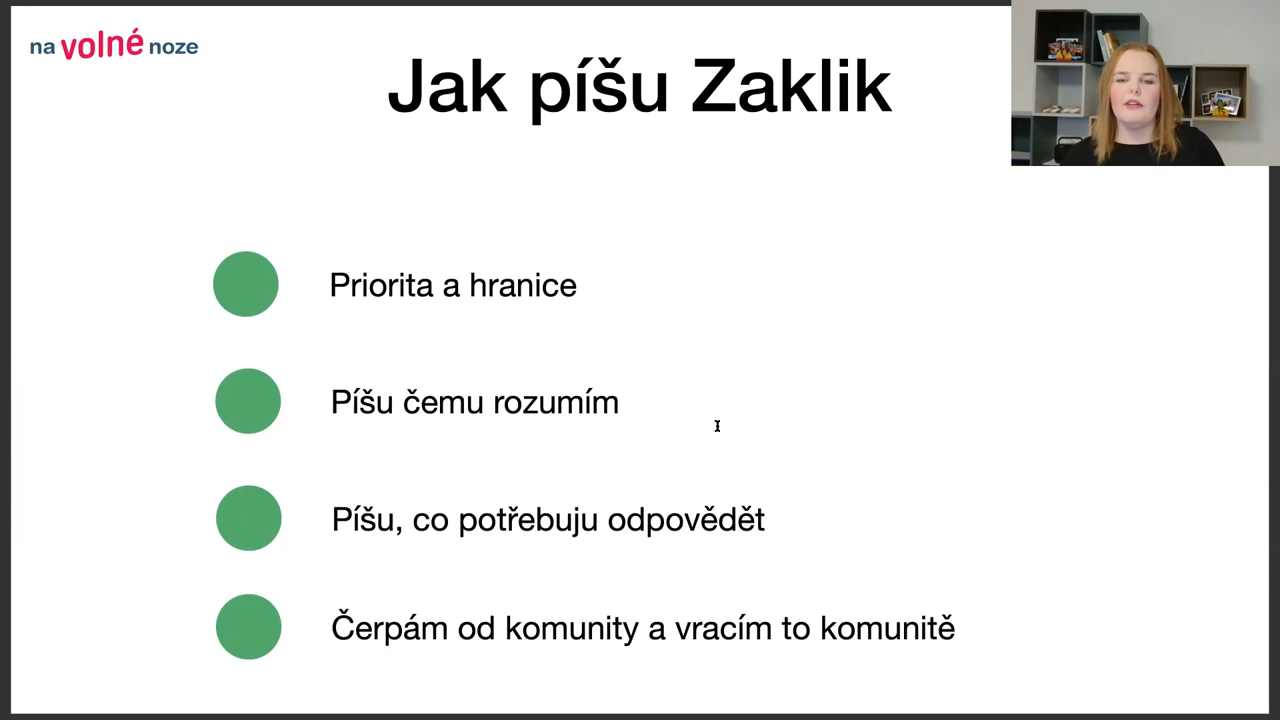 na volné noze
Jak píšu Zaklik
Priorita a hranice
Píšu čemu rozumím
Píšu, co potřebuju odpovědět
Čerpám od komunity a vracím to komunitě